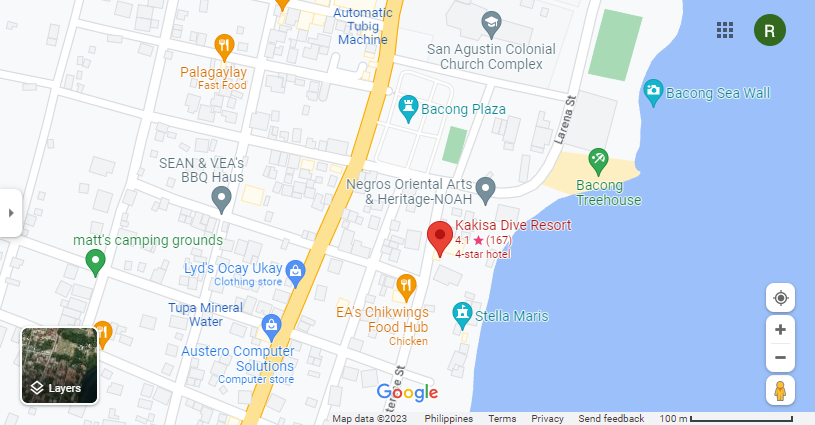 Automatic
Tubig
Machine
San Agustin Colonial
Church Complex
R
Palagaylay
Fast Food
Bacong Plaza
Bacong Sea Wall
Larena St
SEAN & VEA's
BBQ Haus
Negros Oriental Arts
& Heritage-NOAH
Bacong
Treehouse
Kakisa Dive Resort
4.1 ★ (167)
4-star hotel
matt's camping grounds
Lyd's Ocay Ukay
Clothing store
Tupa Mineral
Water
EA's Chikwings
Food Hub
Chicken
Stella Maris
Austero Computer
Solutions
Computer store
Layers
Google
St
Map data ©2023 Philippines Terms Privacy Send feedback 100 m